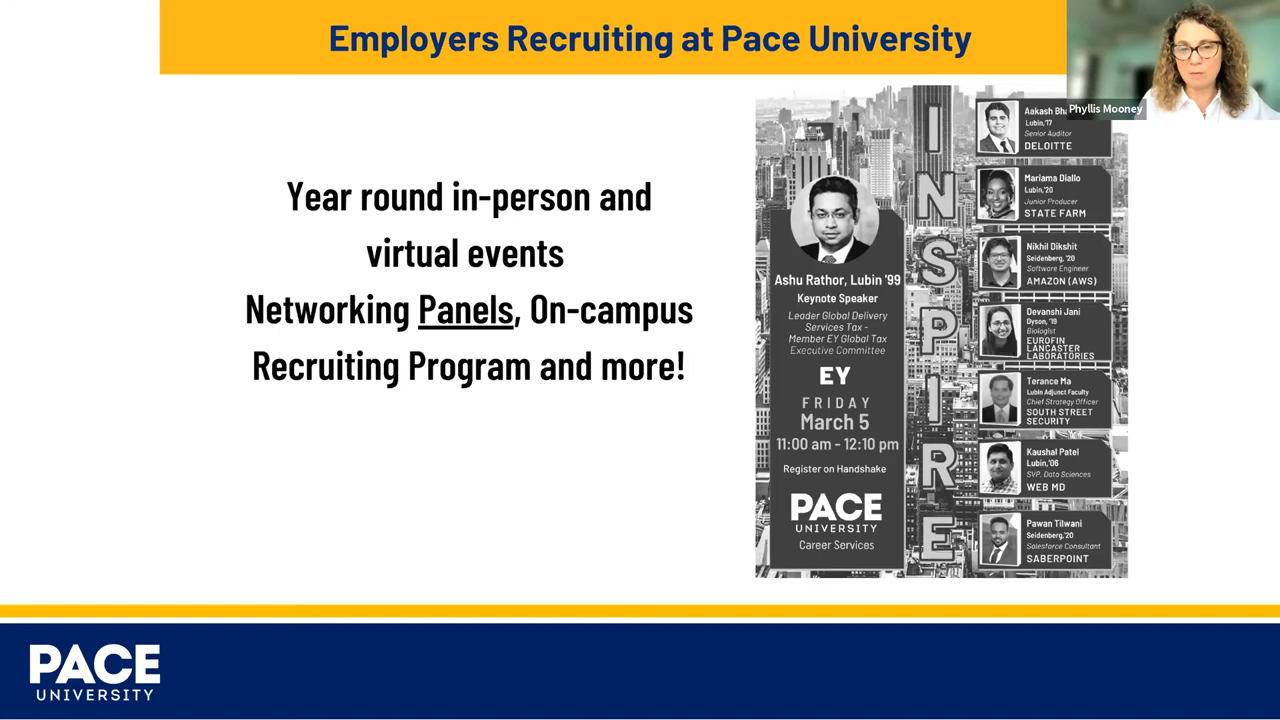 Employers Recruiting at Pace University
Phyllis Mooney
Year round in-person and
virtual events
Networking Panels, On-campus
Recruiting Program and more!
Ashu Rathor, Lubin '99
Keynote Speaker
Leader Global Delivery
Services Tax -
Member EY Global Tax
Executive Committee
EY
FRIDAY
March 5
11:00 am - 12:10 pm
Register on Handshake
PACE
UNIVERSITY
Career Services
INSPIRE
Aakash
Lubin,'17
Senior Auditor
DELOITTE
Mariama Diallo
Lubin,'20
Junior Producer
STATE FARM
Nikhil Dikshit
Seidenberg, '20
Software Engineer
AMAZON (AWS)
Devanshi Jani
Dyson, '19
Biologist
EUROFIN
LANCASTER
LABORATORIES
Terance Ma
Lubin Adjunct Faculty
Chief Strategy Officer
SOUTH STREET
SECURITY
Kaushal Patel
Lubin,'06
SVP, Data Sciences
WEB MD
Pawan Tilwani
Seidenberg,'20
Salesforce Consultant
SABERPOINT
PACE
UNIVERSITY